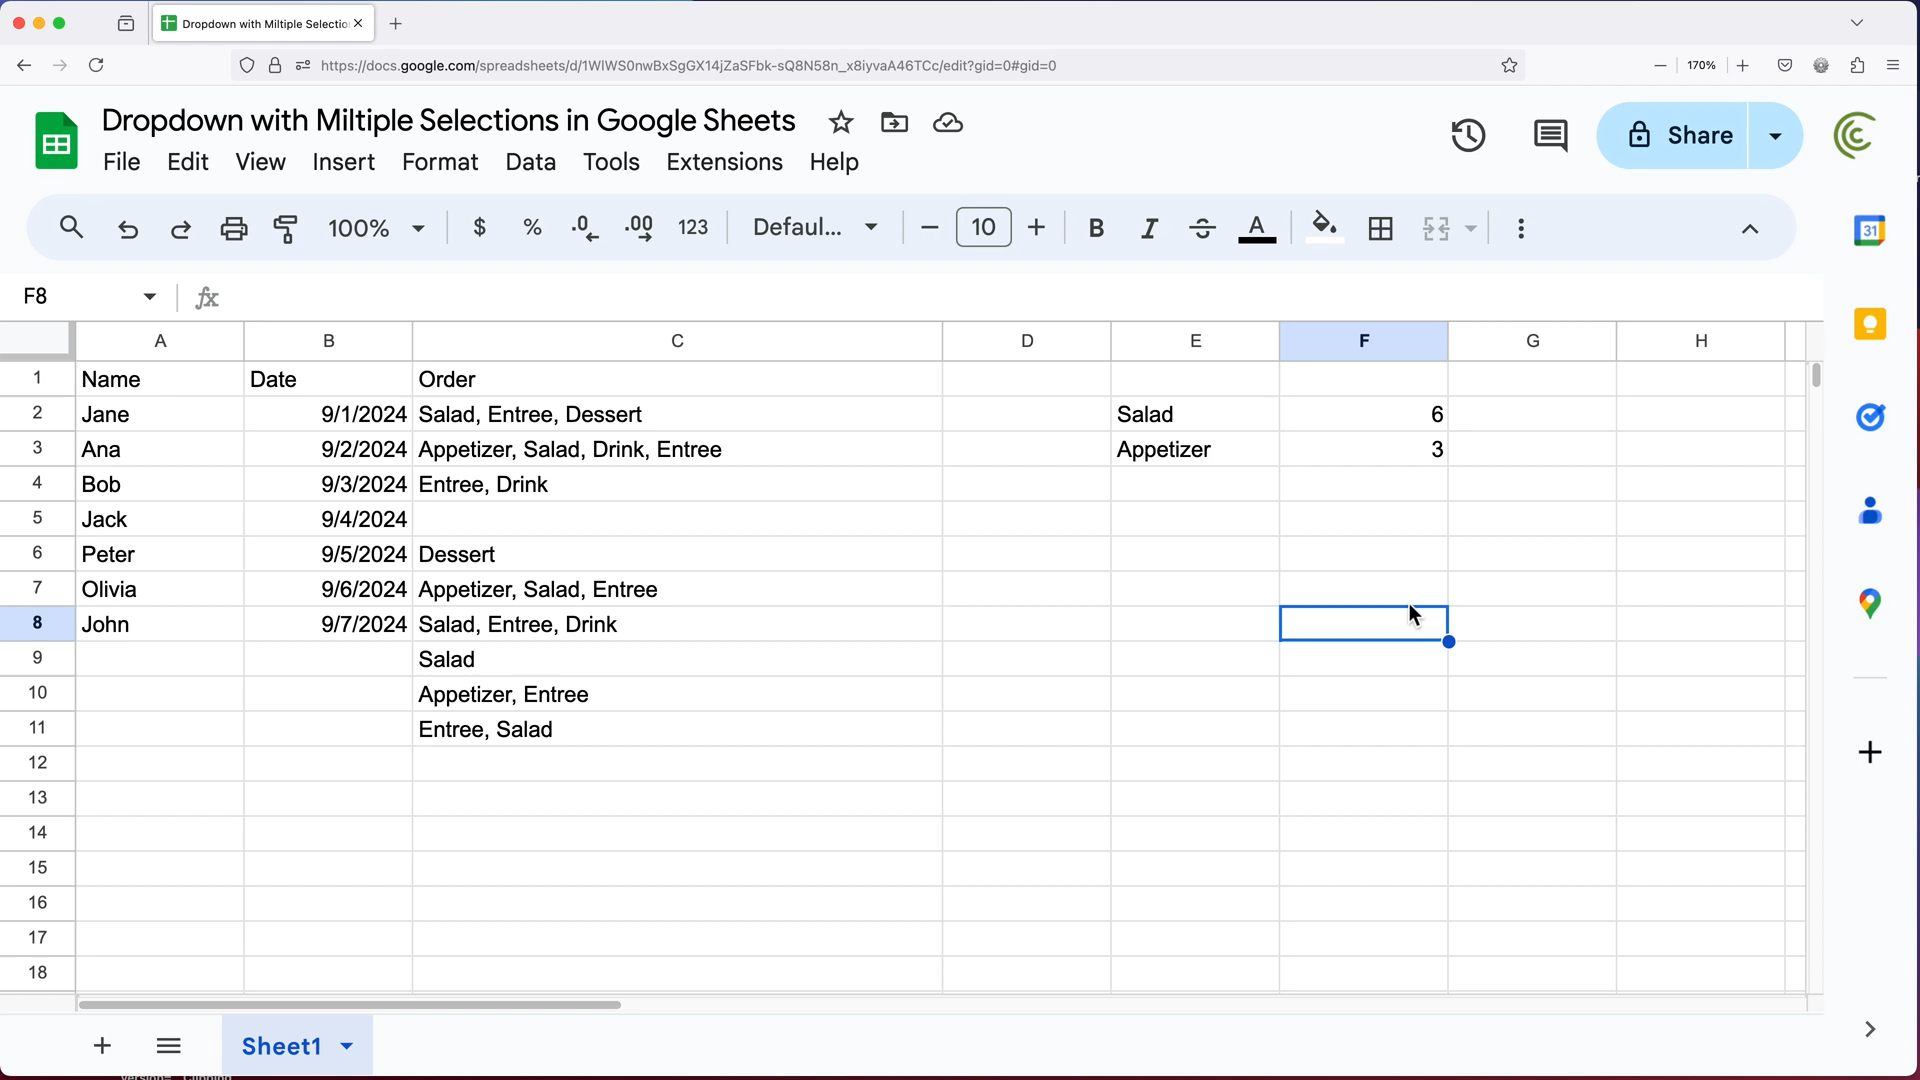 Dropdown with Miltiple Selectio
https://docs.google.com/spreadsheets/d/1WIWS0nwBxSgGX14jZaSFbk-sQ8N58n_x8iyvaA46TCc/edit?gid=0#gid=0
170%
Dropdown with Miltiple Selections in Google Sheets
File Edit View Insert Format Data Tools Extensions Help
Share
100% $ % .0 .00 123 Defaul... 10 B I A
31
F8 fx
A B C D E F G H
1 Name Date Order
2 Jane 9/1/2024 Salad, Entree, Dessert Salad 6
3 Ana 9/2/2024 Appetizer, Salad, Drink, Entree Appetizer 3
4 Bob 9/3/2024 Entree, Drink
5 Jack 9/4/2024
6 Peter 9/5/2024 Dessert
7 Olivia 9/6/2024 Appetizer, Salad, Entree
8 John 9/7/2024 Salad, Entree, Drink
9 Salad
10 Appetizer, Entree
11 Entree, Salad
12
13
14
15
16
17
18
Sheet1